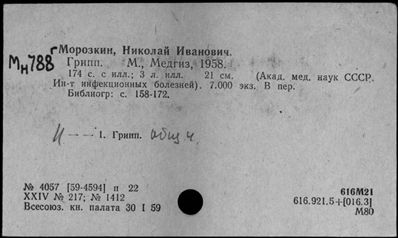 Мн788
г Морозкин, Николай Иванович.
Грипп. М., Медгиз, 1958.
174 с. с илл.; 3 л. илл. 21 см. (Акад. мед. наук СССР.
Ин-т инфекционных болезней). 7.000 экз. В пер.
Библиогр: с. 158-172.
1. Грипп. общ ч.
№ 4057 [59-4594] п 22
XXIV № 217; № 1412
Всесоюз. кн. палата 30 I 59
616М21
616.921.5+[016.3]
М80